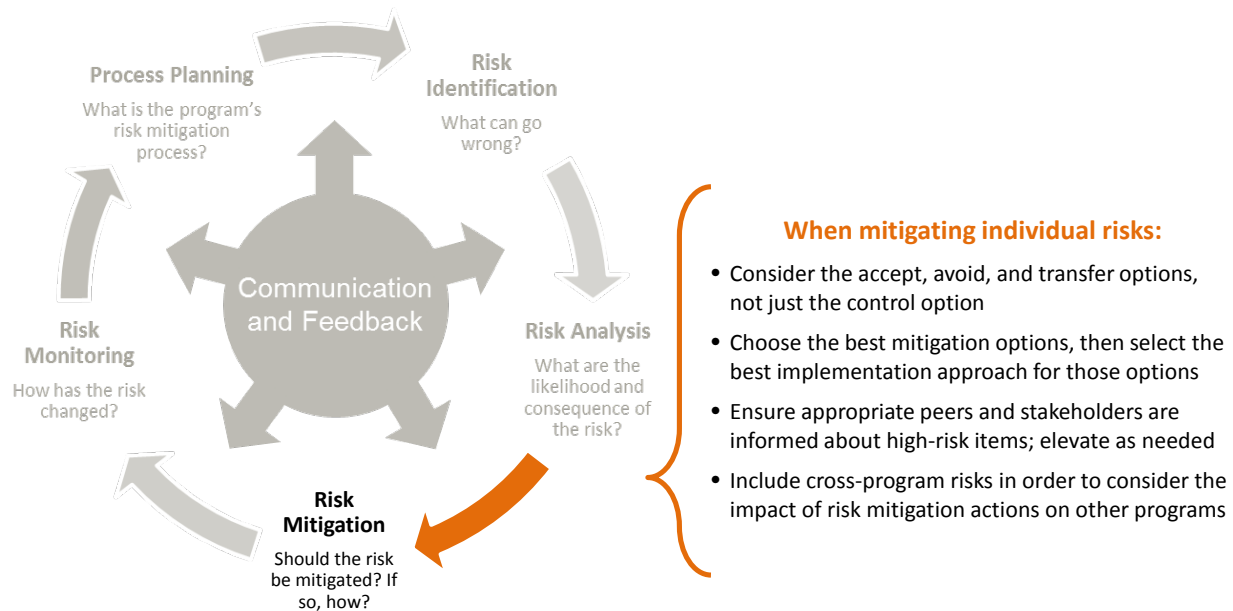 Process Planning
What is the program's
risk mitigation
process?
Risk
Identification
What can go
wrong?
Communication
and Feedback
Risk
Monitoring
How has the risk
changed?
Risk Analysis
What are the
likelihood and
consequence of
the risk?
Risk
Mitigation
Should the risk
be mitigated? If
so, how?
When mitigating individual risks:
• Consider the accept, avoid, and transfer options,
not just the control option
• Choose the best mitigation options, then select the
best implementation approach for those options
• Ensure appropriate peers and stakeholders are
informed about high-risk items; elevate as needed
• Include cross-program risks in order to consider the
impact of risk mitigation actions on other programs